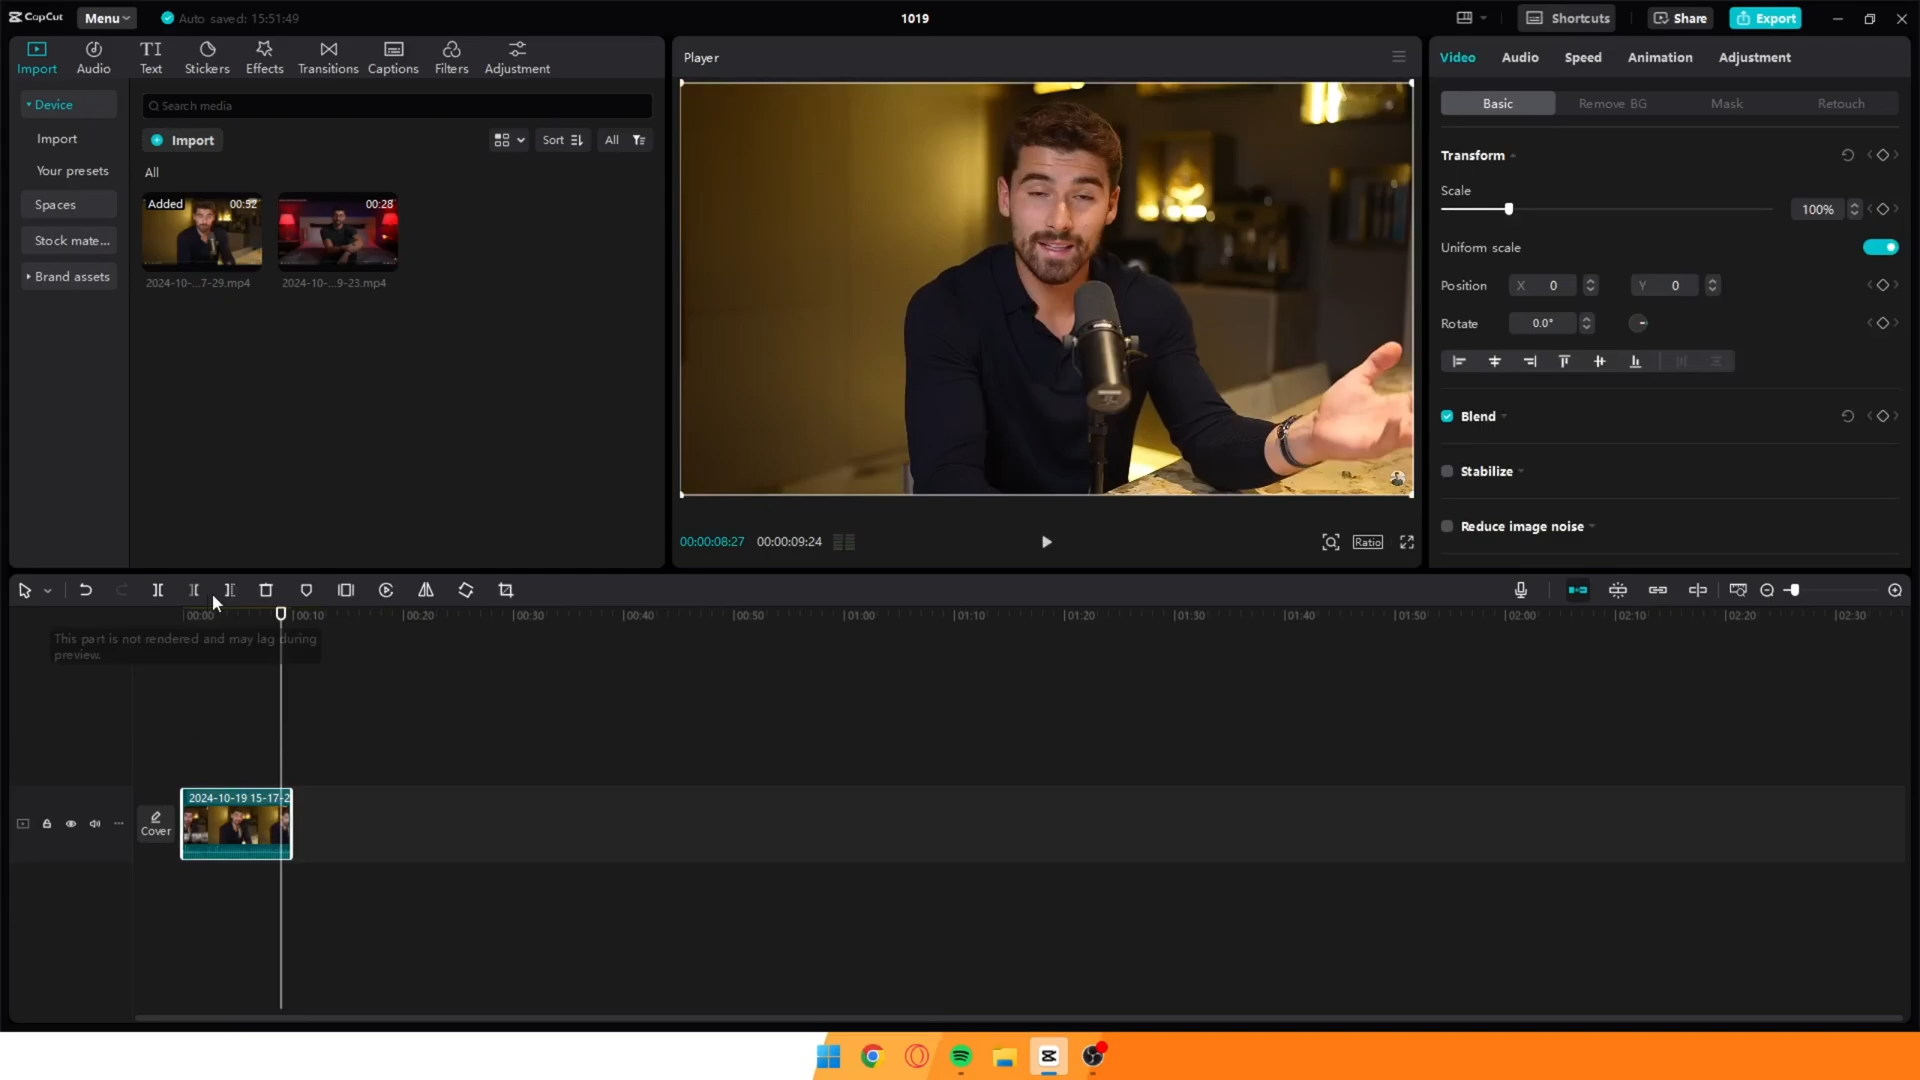 CapCut
Menu
Auto saved: 15:51:49
1019
Shortcuts
Share
Export
Import
Audio
TI
Text
Stickers
Effects
Transitions
Captions
Filters
Adjustment
Device
Import
Your presets
Spaces
Stock mate...
Brand assets
Search media
Import
Sort
All
All
Added
00:52
00:28
2024-10-...7-29.mp4
2024-10-...9-23.mp4
Player
00:00:08:27
00:00:09:24
Ratio
Video
Audio
Speed
Animation
Adjustment
Basic
Remove BG
Mask
Retouch
Transform
Scale
100%
Uniform scale
Position
X 0
Y 0
Rotate
0.0°
Blend
Stabilize
Reduce image noise
00:00
00:10
00:20
00:30
00:40
00:50
01:00
01:10
01:20
01:30
01:40
01:50
02:00
02:10
02:20
02:30
This part is not rendered and may lag during
preview.
Cover
2024-10-19 15-17-2